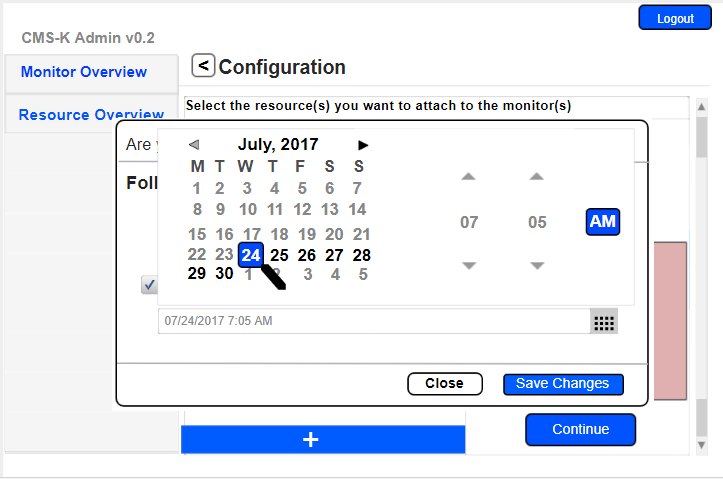 Logout
CMS-K Admin v0.2
Monitor Overview
< Configuration
Resource Overview
Select the resource(s) you want to attach to the monitor(s)
Are
July, 2017
M T W T F S S
1 2 3 4 5 6 7
8 9 10 11 12 13 14
15 16 17 18 19 20 21
22 23 24 25 26 27 28
29 30 1 2 3 4 5
07 05 AM
07/24/2017 7:05 AM
Close Save Changes
Continue
+